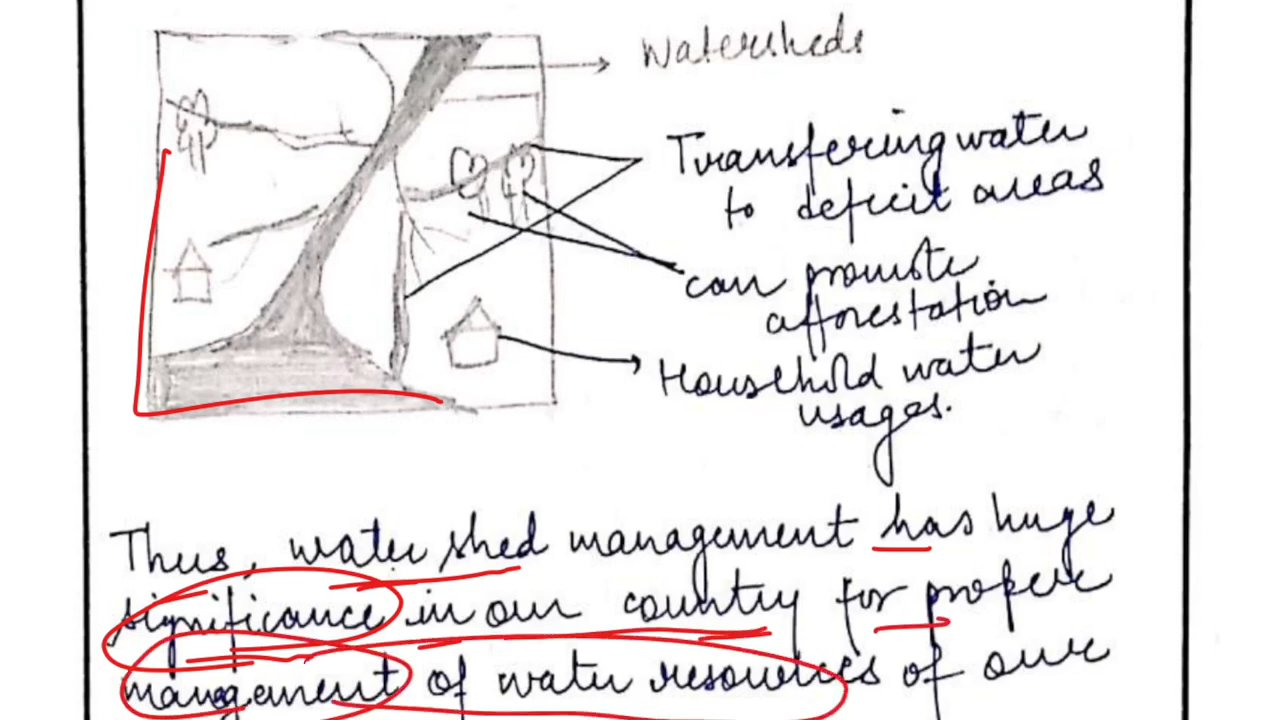 Watersheds
Transfering water
to deficit areas
can promote
afforestation
Household water
usages.
Thus, water shed management has huge
significance in our country for proper
management of water resources of our